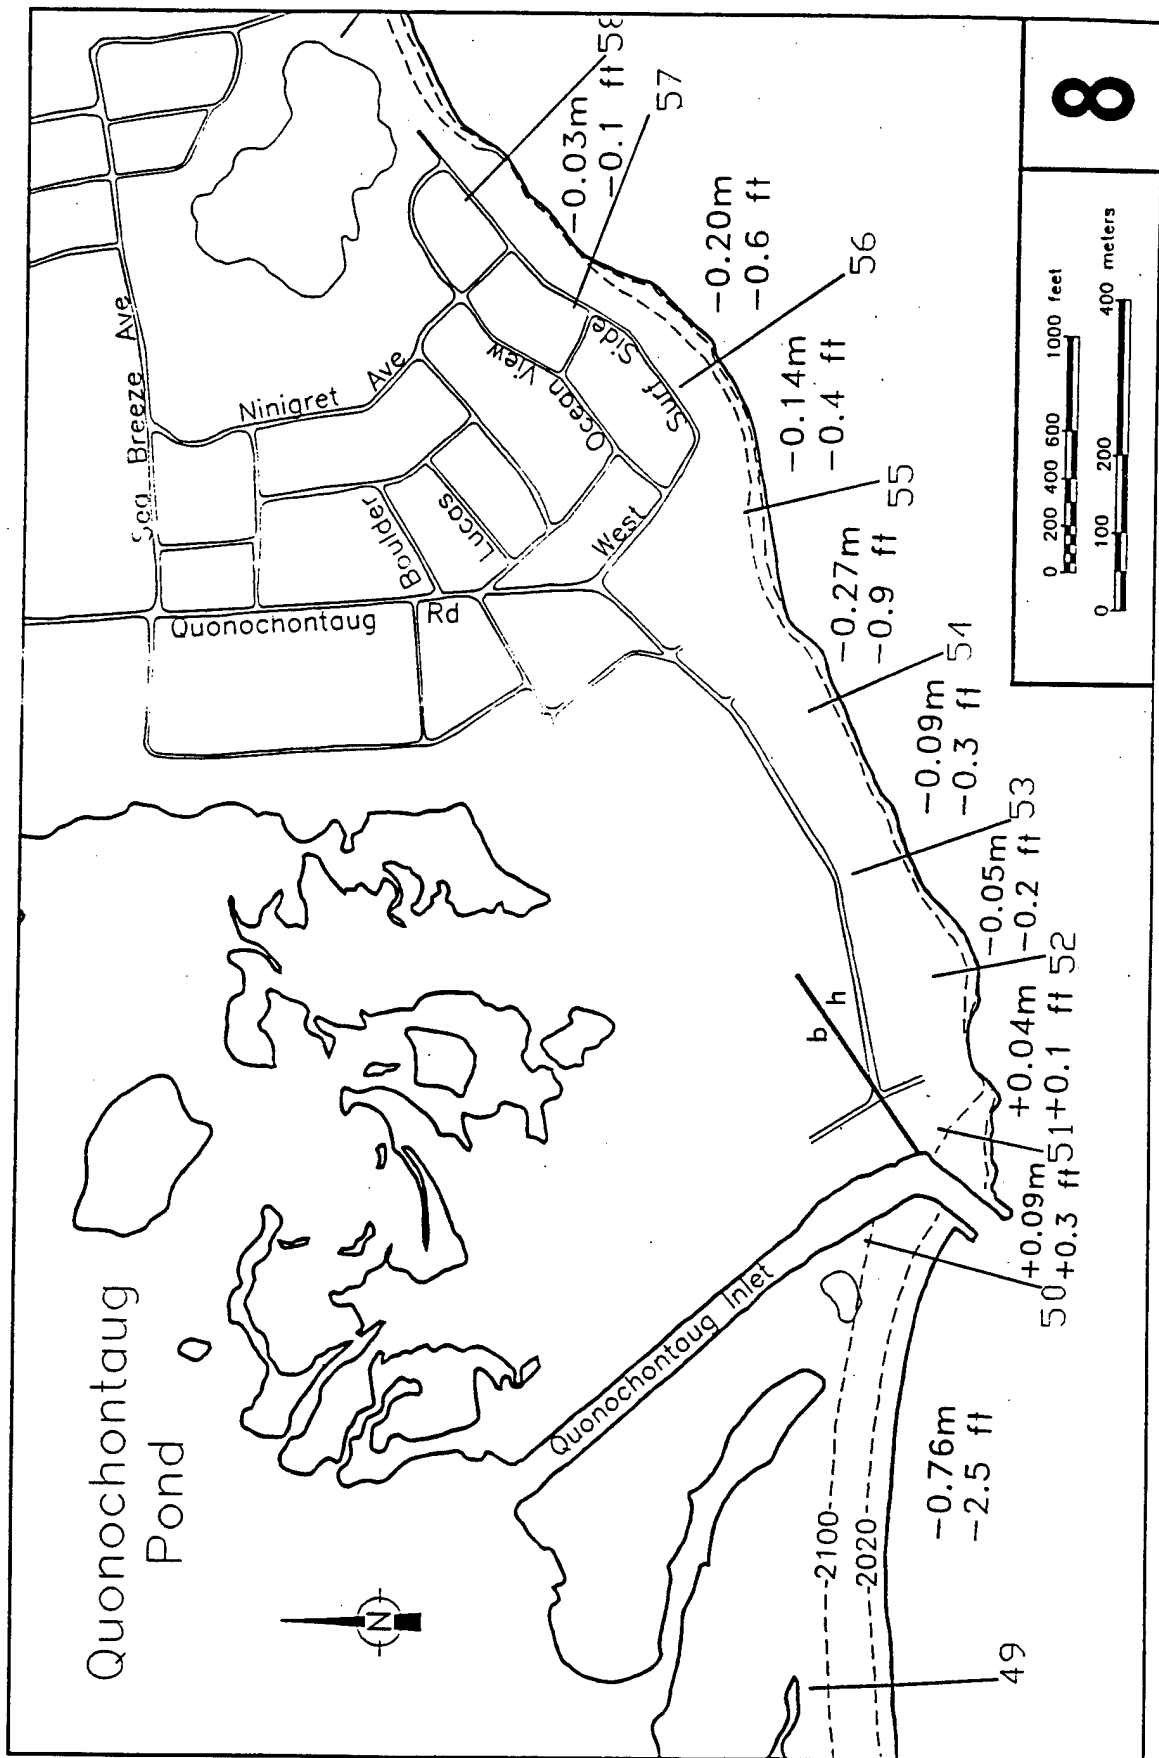 Quonochontaug
Pond
N
Sea Breeze Ave
Ninigret Ave
Boulder
Lucas
Ocean View
Surf Side
West
Quonochontaug Rd
Quonochontaug Inlet
b h
-2100-
-2020-
49
-0.76m
-2.5 ft
50
+0.09m
+0.3 ft
51
+0.04m
+0.1 ft
52
-0.05m
-0.2 ft
53
-0.09m
-0.3 ft
54
-0.27m
-0.9 ft
55
-0.14m
-0.4 ft
56
-0.20m
-0.6 ft
57
-0.03m
-0.1 ft
58
0 200 400 600 1000 feet
0 100 200 400 meters
8